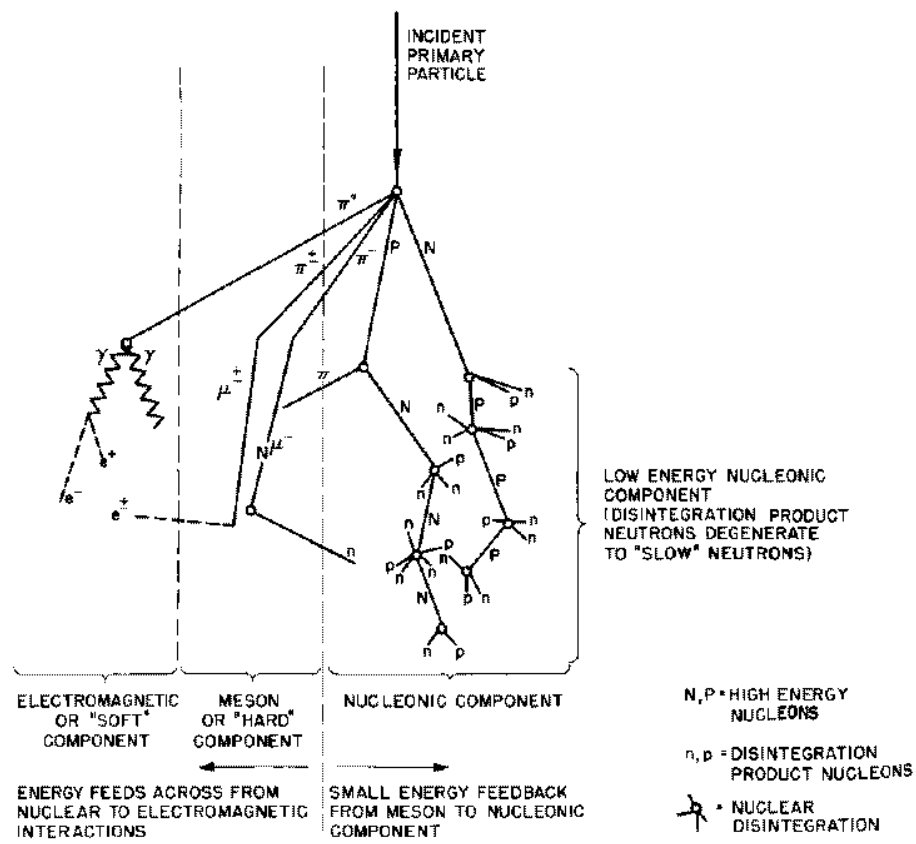 INCIDENT
PRIMARY
PARTICLE
π°
π±
π⁻
P
N
γ
γ
μ±
π
N
μ⁻
e⁺
e⁻
e±
n
N
n
p
P
n
n
p
p
n
n
P
N
p
n
n
n
p
n
n
p
n
P
p
n
N
n
p
LOW ENERGY NUCLEONIC
COMPONENT
(DISINTEGRATION PRODUCT
NEUTRONS DEGENERATE
TO "SLOW" NEUTRONS)
ELECTROMAGNETIC
OR "SOFT"
COMPONENT
MESON
OR "HARD"
COMPONENT
NUCLEONIC COMPONENT
ENERGY FEEDS ACROSS FROM
NUCLEAR TO ELECTROMAGNETIC
INTERACTIONS
SMALL ENERGY FEEDBACK
FROM MESON TO NUCLEONIC
COMPONENT
N,P = HIGH ENERGY
NUCLEONS
n,p = DISINTEGRATION
PRODUCT NUCLEONS
= NUCLEAR
DISINTEGRATION